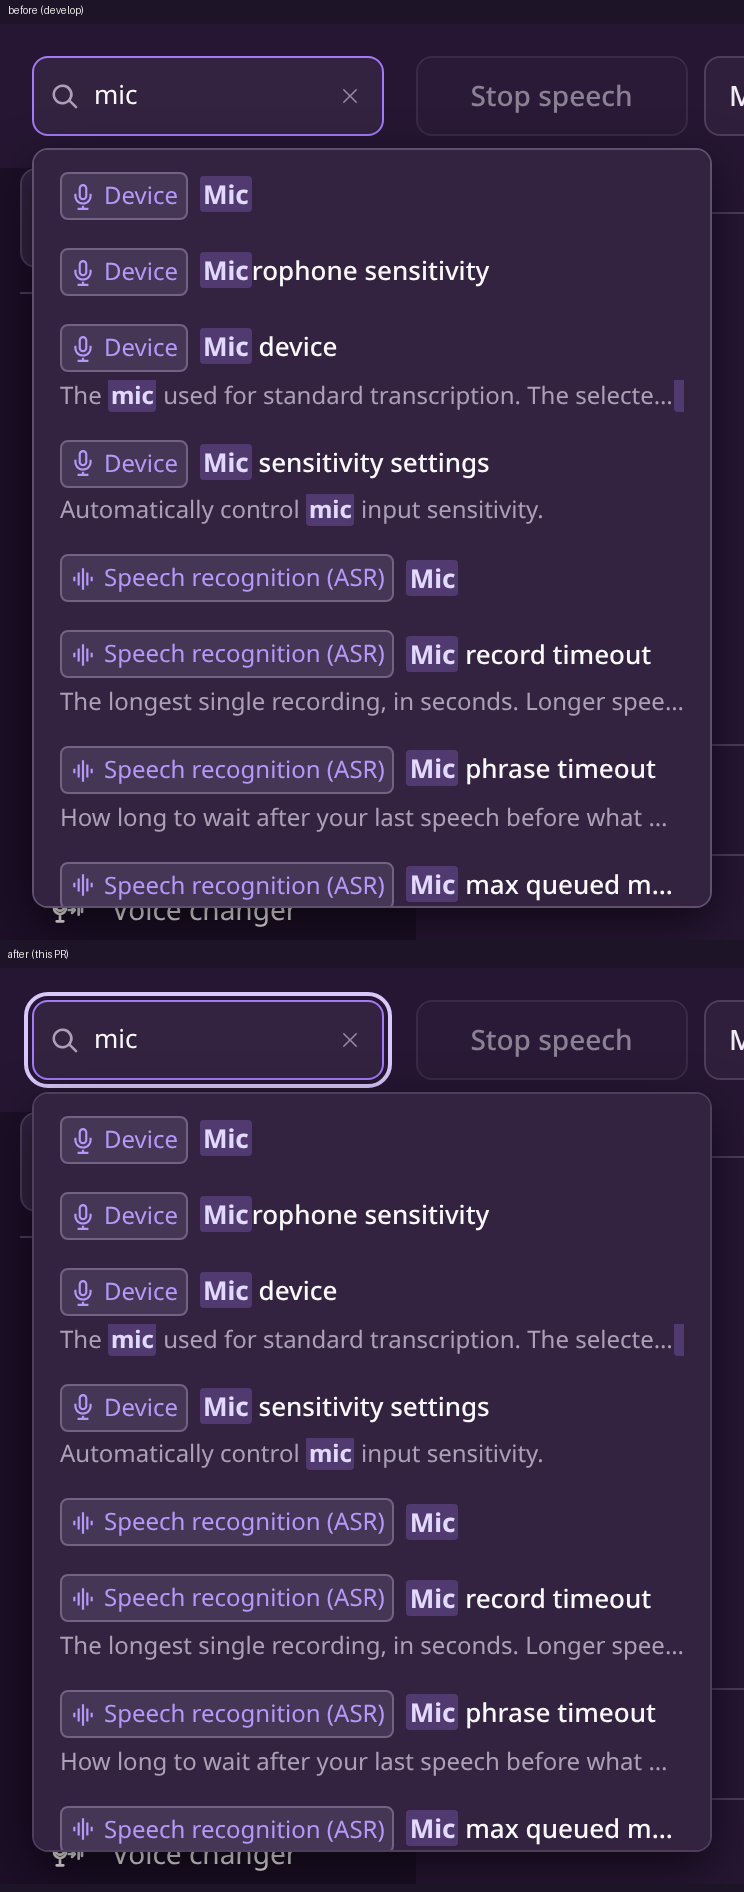 before (develop)
mic
Stop speech
M
Device Mic
Device Microphone sensitivity
Device Mic device
The mic used for standard transcription. The selecte...
Device Mic sensitivity settings
Automatically control mic input sensitivity.
Speech recognition (ASR) Mic
Speech recognition (ASR) Mic record timeout
The longest single recording, in seconds. Longer spee...
Speech recognition (ASR) Mic phrase timeout
How long to wait after your last speech before what ...
Speech recognition (ASR) Mic max queued m...
Voice changer
after (this PR)
mic
Stop speech
M
Device Mic
Device Microphone sensitivity
Device Mic device
The mic used for standard transcription. The selecte...
Device Mic sensitivity settings
Automatically control mic input sensitivity.
Speech recognition (ASR) Mic
Speech recognition (ASR) Mic record timeout
The longest single recording, in seconds. Longer spee...
Speech recognition (ASR) Mic phrase timeout
How long to wait after your last speech before what ...
Speech recognition (ASR) Mic max queued m...
Voice changer